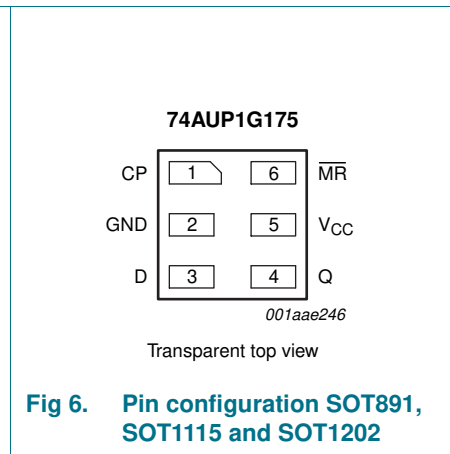 74AUP1G175
CP 1 6 M̅R̅
GND 2 5 VCC
D 3 4 Q
001aae246
Transparent top view
Fig 6. Pin configuration SOT891,
SOT1115 and SOT1202